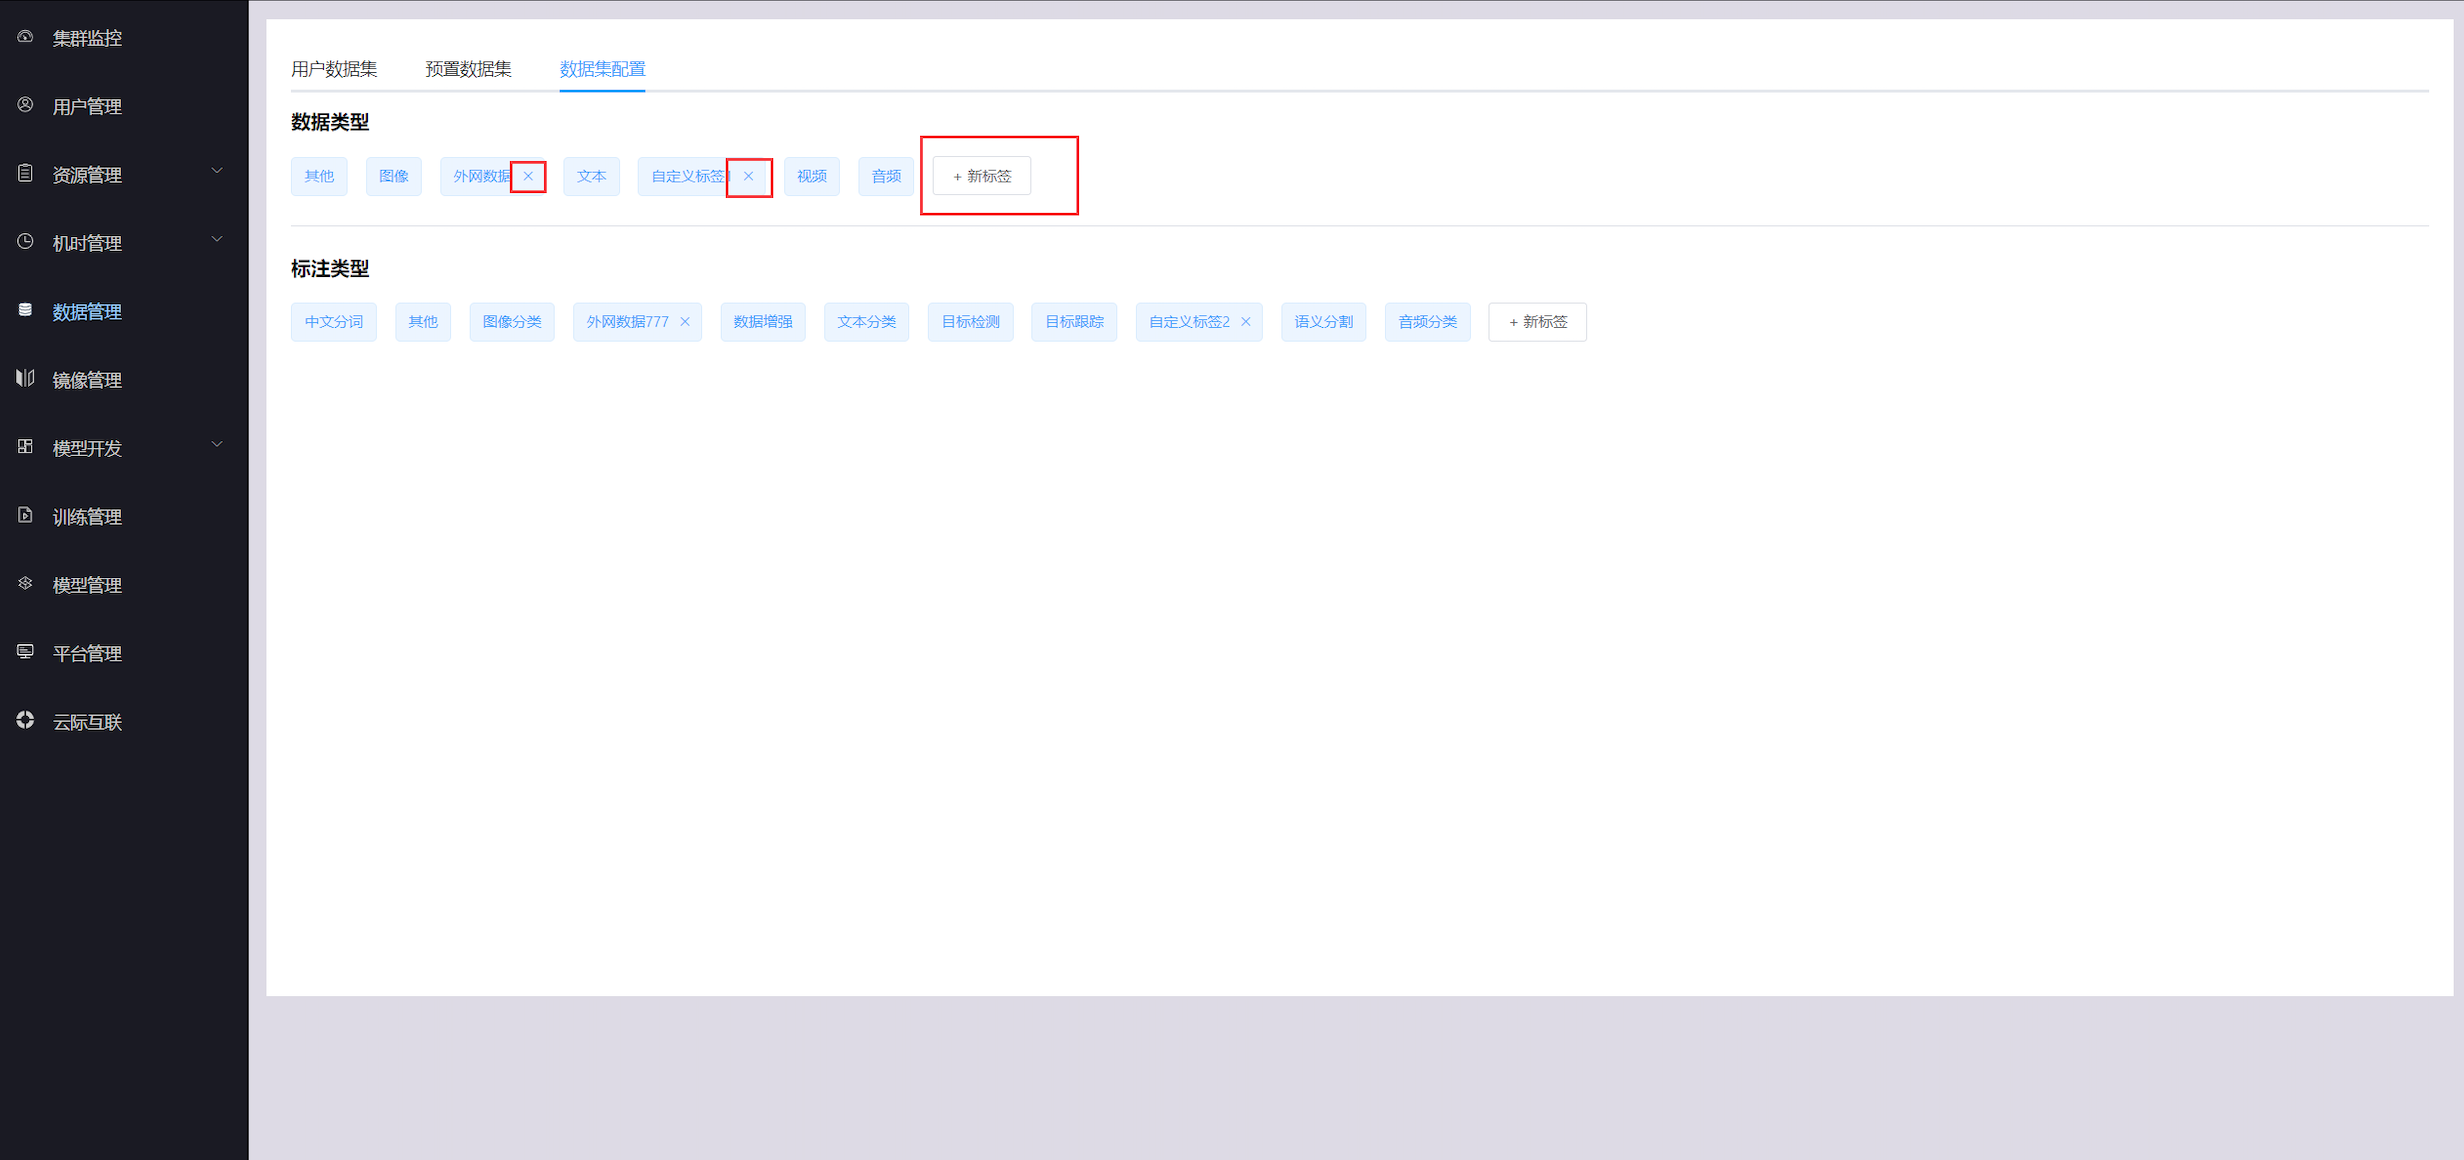 集群监控
用户管理
资源管理
机时管理
数据管理
镜像管理
模型开发
训练管理
模型管理
平台管理
云际互联
用户数据集 预置数据集 数据集配置
数据类型
其他 图像 外网数据 × 文本 自定义标签 × 视频 音频 + 新标签
标注类型
中文分词 其他 图像分类 外网数据777 × 数据增强 文本分类 目标检测 目标跟踪 自定义标签2 × 语义分割 音频分类 + 新标签